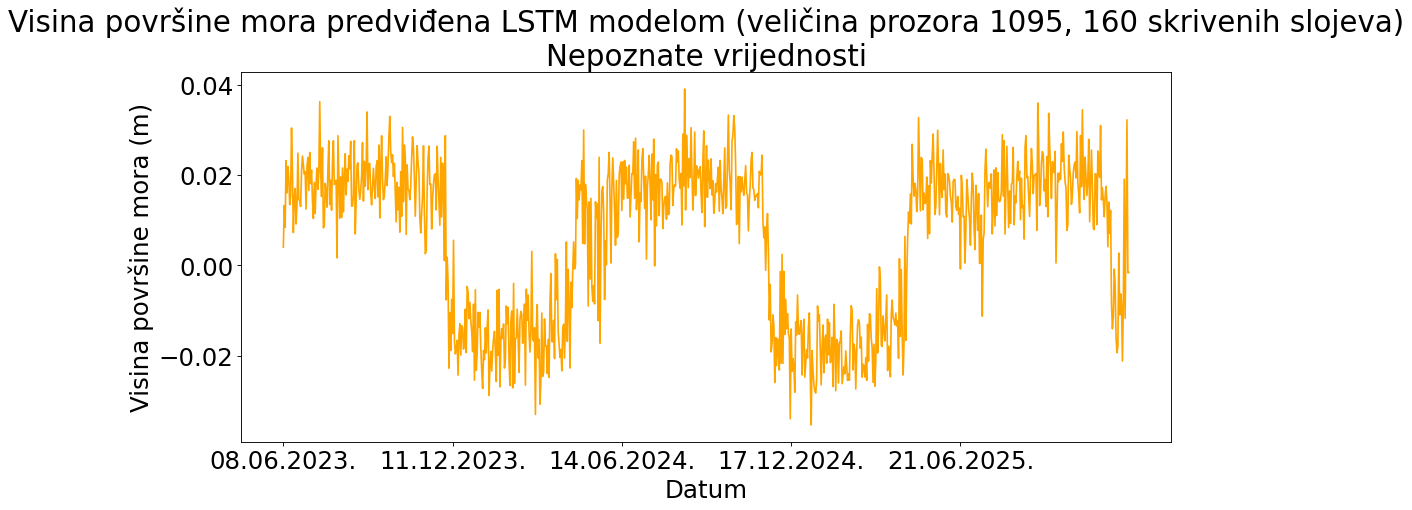 Visina površine mora predviđena LSTM modelom (veličina prozora 1095, 160 skrivenih slojeva)
Nepoznate vrijednosti
Visina površine mora (m)
0.04
0.02
0.00
−0.02
08.06.2023. 11.12.2023. 14.06.2024. 17.12.2024. 21.06.2025.
Datum